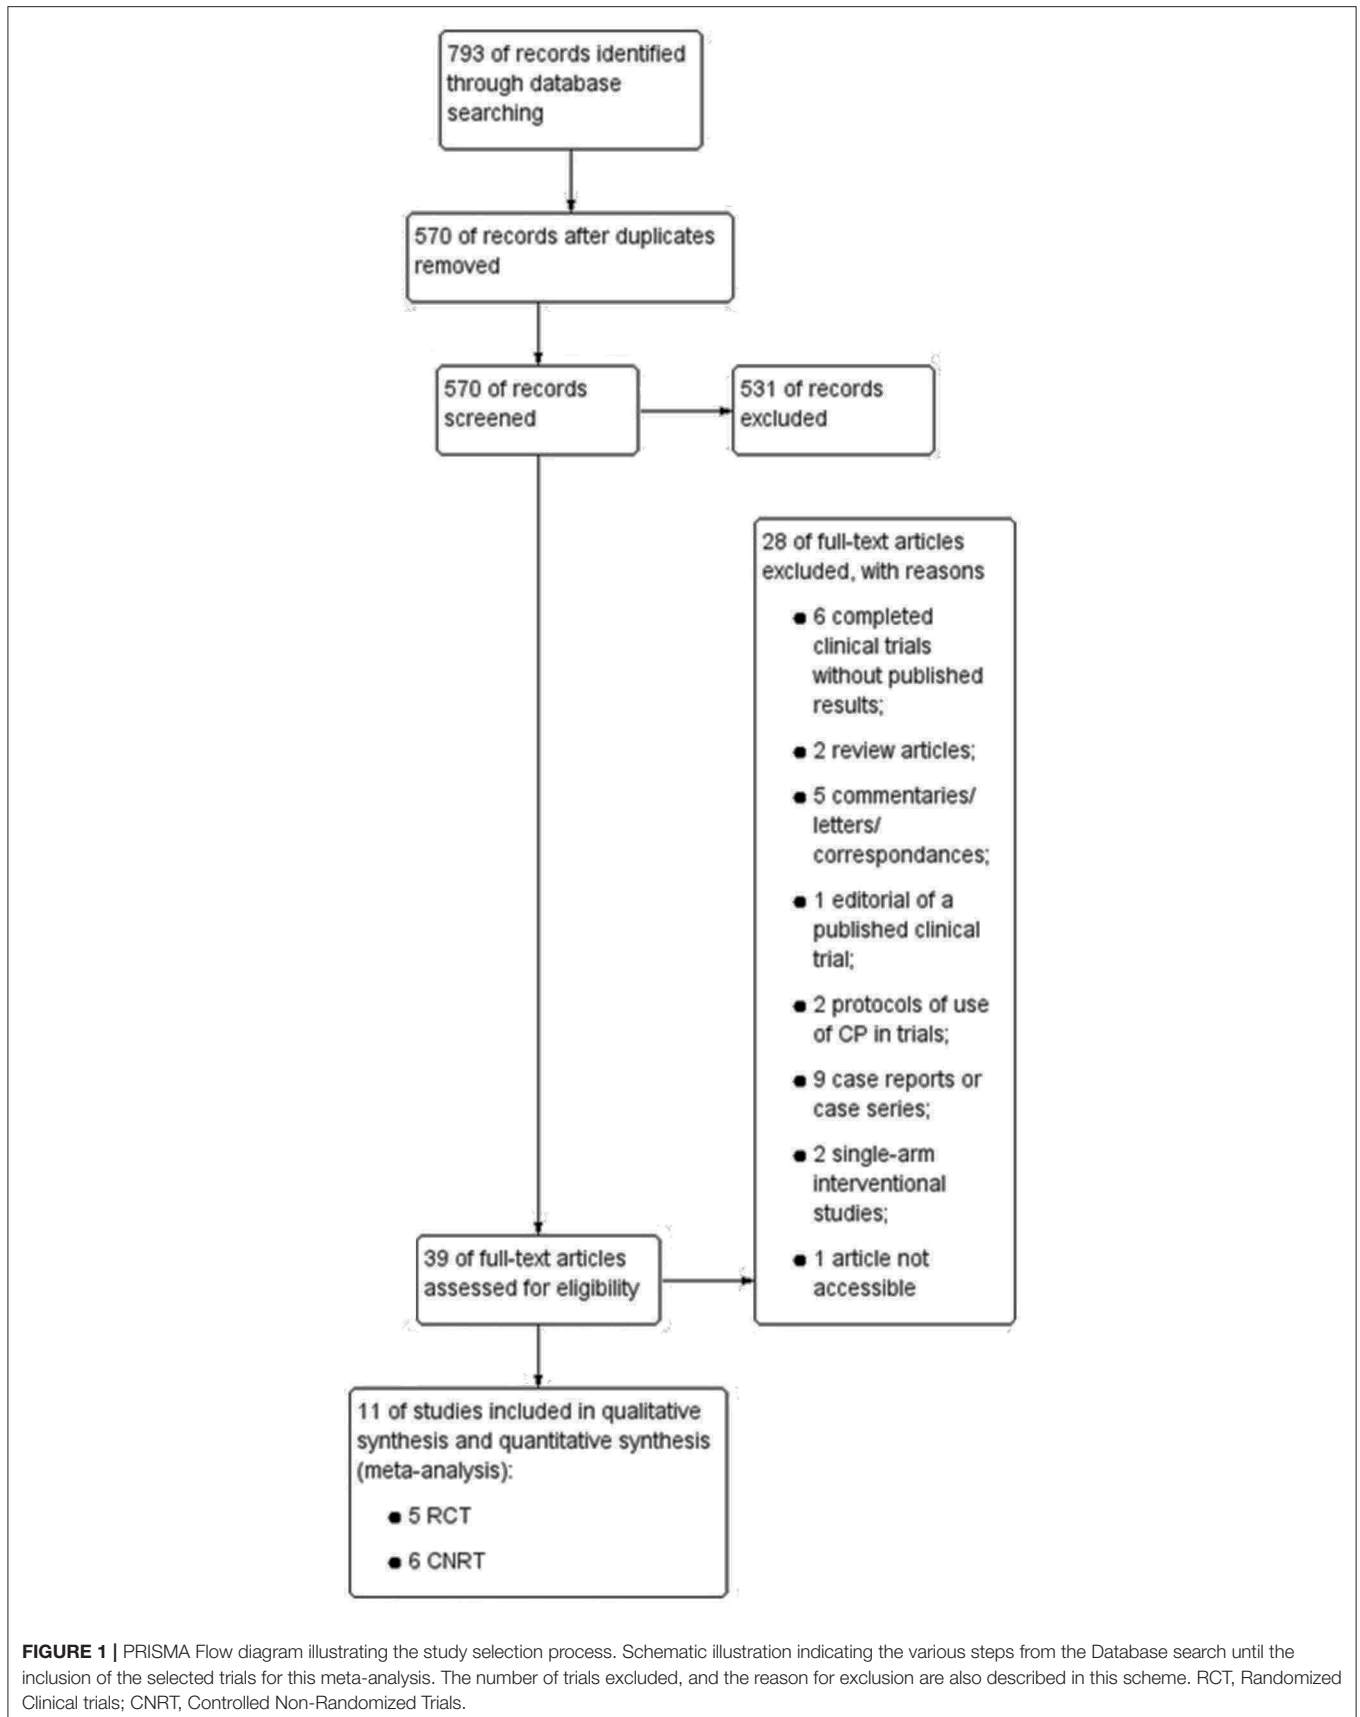 793 of records identified
through database
searching
570 of records after duplicates
removed
570 of records
screened
531 of records
excluded
28 of full-text articles
excluded, with reasons
● 6 completed
clinical trials
without published
results;
● 2 review articles;
● 5 commentaries/
letters/
correspondances;
● 1 editorial of a
published clinical
trial;
● 2 protocols of use
of CP in trials;
● 9 case reports or
case series;
● 2 single-arm
interventional
studies;
● 1 article not
accessible
39 of full-text articles
assessed for eligibility
11 of studies included in qualitative
synthesis and quantitative synthesis
(meta-analysis):
● 5 RCT
● 6 CNRT
FIGURE 1 | PRISMA Flow diagram illustrating the study selection process. Schematic illustration indicating the various steps from the Database search until the
inclusion of the selected trials for this meta-analysis. The number of trials excluded, and the reason for exclusion are also described in this scheme. RCT, Randomized
Clinical trials; CNRT, Controlled Non-Randomized Trials.